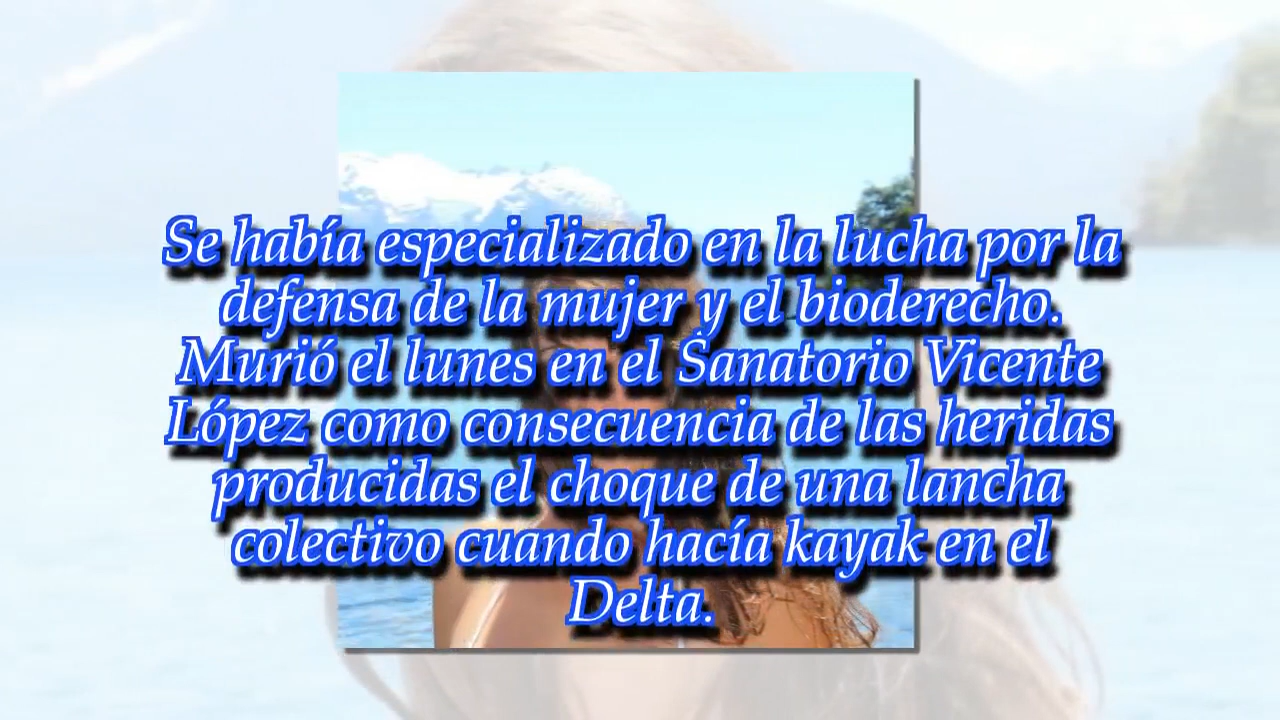 Se había especializado en la lucha por la
defensa de la mujer y el bioderecho.
Murió el lunes en el Sanatorio Vicente
López como consecuencia de las heridas
producidas el choque de una lancha
colectivo cuando hacía kayak en el
Delta.